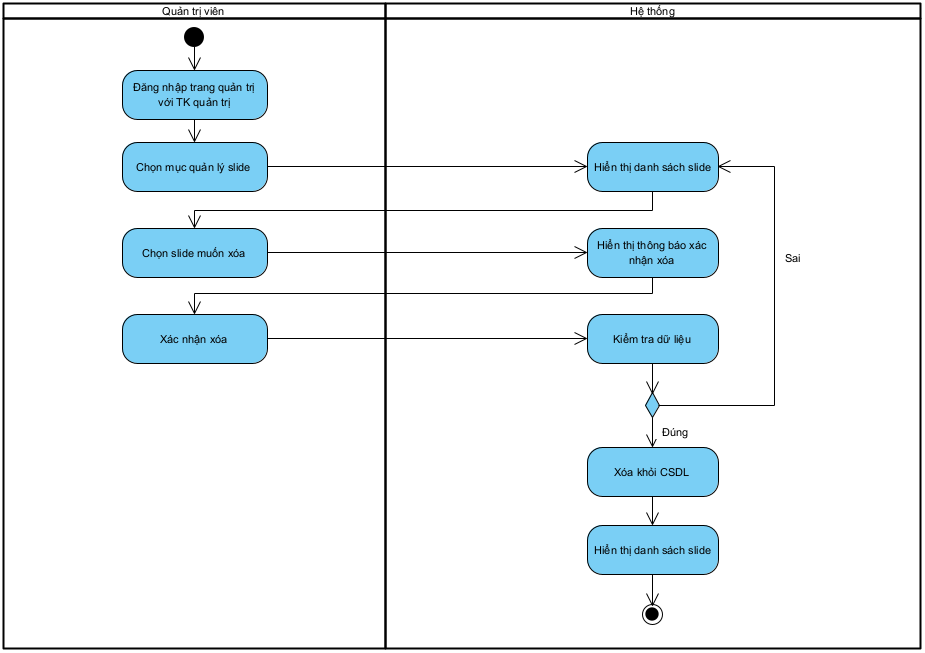 Quản trị viên
Hệ thống
Đăng nhập trang quản trị
với TK quản trị
Chọn mục quản lý slide
Hiển thị danh sách slide
Chọn slide muốn xóa
Hiển thị thông báo xác
nhận xóa
Sai
Xác nhận xóa
Kiểm tra dữ liệu
Đúng
Xóa khỏi CSDL
Hiển thị danh sách slide